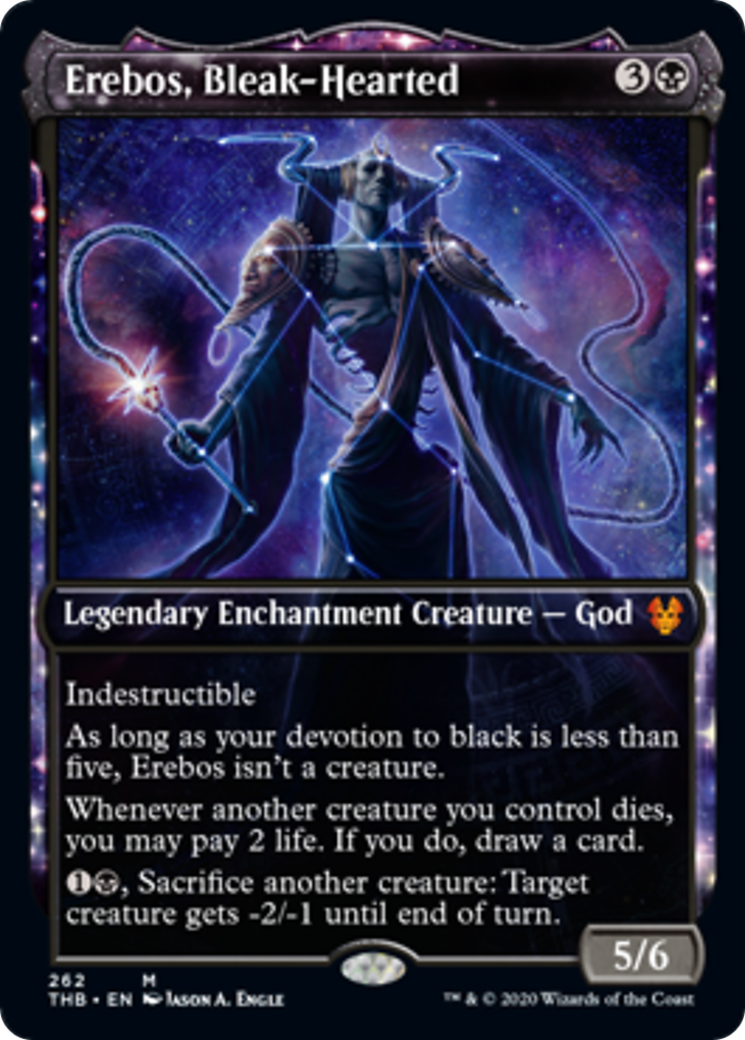 Erebos, Bleak-Hearted 3
Legendary Enchantment Creature — God
Indestructible
As long as your devotion to black is less than
five, Erebos isn't a creature.
Whenever another creature you control dies,
you may pay 2 life. If you do, draw a card.
1, Sacrifice another creature: Target
creature gets -2/-1 until end of turn.
5/6
262 M
THB • EN Jason A. Engle
™ & © 2020 Wizards of the Coast